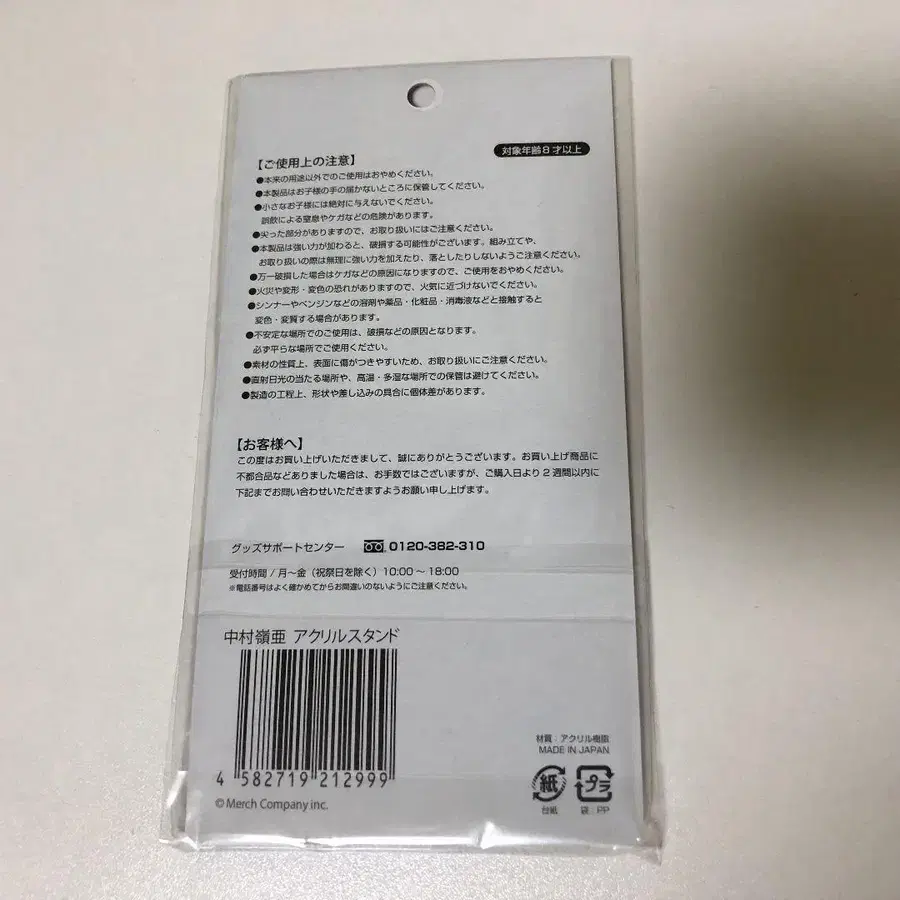 対象年齢8才以上
【ご使用上の注意】
●本来の用途以外でのご使用はおやめください。
●本製品はお子様の手の届かないところに保管してください。
●小さなお子様には絶対に与えないでください。
誤飲による窒息やケガなどの危険があります。
●尖った部分がありますので、お取り扱いにはご注意ください。
●本製品は強い力が加わると、破損する可能性がございます。組み立てや、
お取り扱いの際は無理に強い力を加えたり、落としたりしないようご注意ください。
●万一破損した場合はケガなどの原因になりますので、ご使用をおやめください。
●火災や変形・変色の恐れがありますので、火気に近づけないでください。
●シンナーやベンジンなどの溶剤や薬品・化粧品・消毒液などと接触すると
変色・変質する場合があります。
●不安定な場所でのご使用は、破損などの原因となります。
必ず平らな場所でご使用ください。
●素材の性質上、表面に傷がつきやすいため、お取り扱いにご注意ください。
●直射日光の当たる場所や、高温・多湿な場所での保管は避けてください。
●製造の工程上、形状や差し込みの具合に個体差があります。
【お客様へ】
この度はお買い上げいただきまして、誠にありがとうございます。お買い上げ商品に
不都合品などありました場合は、お手数ではございますが、ご購入日より2週間以内に
下記までお問い合わせいただきますようお願い申し上げます。
グッズサポートセンター 0120-382-310
受付時間 / 月〜金（祝祭日を除く）10:00 〜 18:00
※電話番号はよく確かめてからお間違いのないようにご注意ください。
中村嶺亜 アクリルスタンド
4 582719 212999
© Merch Company inc.
材質：アクリル樹脂
MADE IN JAPAN
紙 プラ
台紙 袋：PP